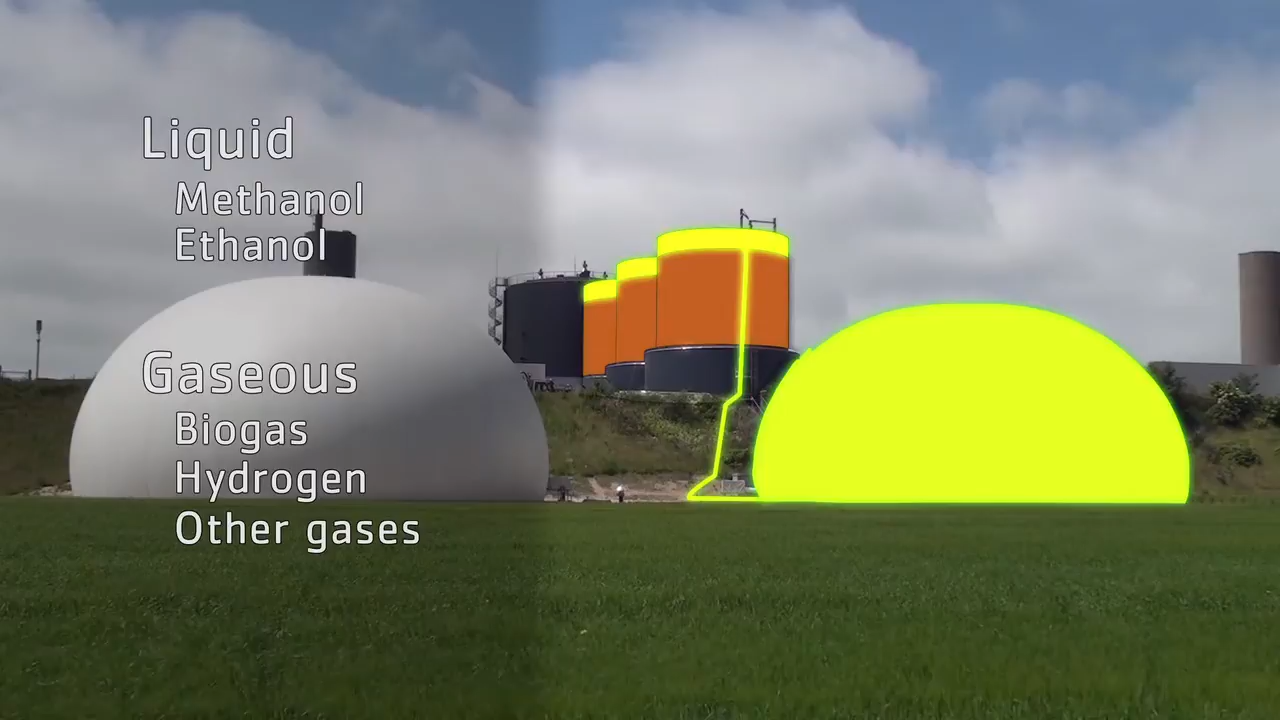 Liquid
Methanol
Ethanol
Gaseous
Biogas
Hydrogen
Other gases